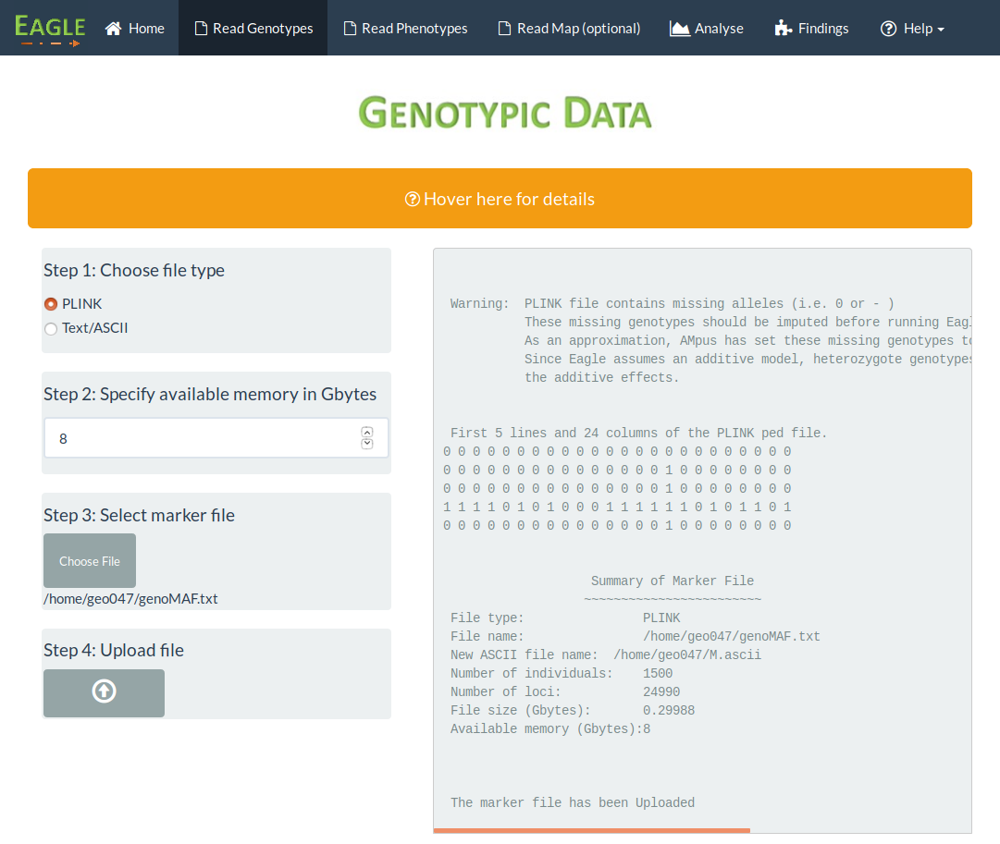 EAGLE Home Read Genotypes Read Phenotypes Read Map (optional) Analyse Findings Help
GENOTYPIC DATA
Hover here for details
Step 1: Choose file type
PLINK
Text/ASCII
Step 2: Specify available memory in Gbytes
8
Step 3: Select marker file
Choose File
/home/geo047/genoMAF.txt
Step 4: Upload file
Warning: PLINK file contains missing alleles (i.e. 0 or - )
These missing genotypes should be imputed before running Eagl
As an approximation, AMpus has set these missing genotypes to
Since Eagle assumes an additive model, heterozygote genotypes
the additive effects.
First 5 lines and 24 columns of the PLINK ped file.
0 0 0 0 0 0 0 0 0 0 0 0 0 0 0 0 0 0 0 0 0 0 0 0
0 0 0 0 0 0 0 0 0 0 0 0 0 0 0 1 0 0 0 0 0 0 0 0
0 0 0 0 0 0 0 0 0 0 0 0 0 0 0 1 0 0 0 0 0 0 0 0
1 1 1 1 0 1 0 1 0 0 0 1 1 1 1 1 1 0 1 0 1 1 0 1
0 0 0 0 0 0 0 0 0 0 0 0 0 0 0 1 0 0 0 0 0 0 0 0
Summary of Marker File
~~~~~~~~~~~~~~~~~~~~~~~~
File type: PLINK
File name: /home/geo047/genoMAF.txt
New ASCII file name: /home/geo047/M.ascii
Number of individuals: 1500
Number of loci: 24990
File size (Gbytes): 0.29988
Available memory (Gbytes):8
The marker file has been Uploaded